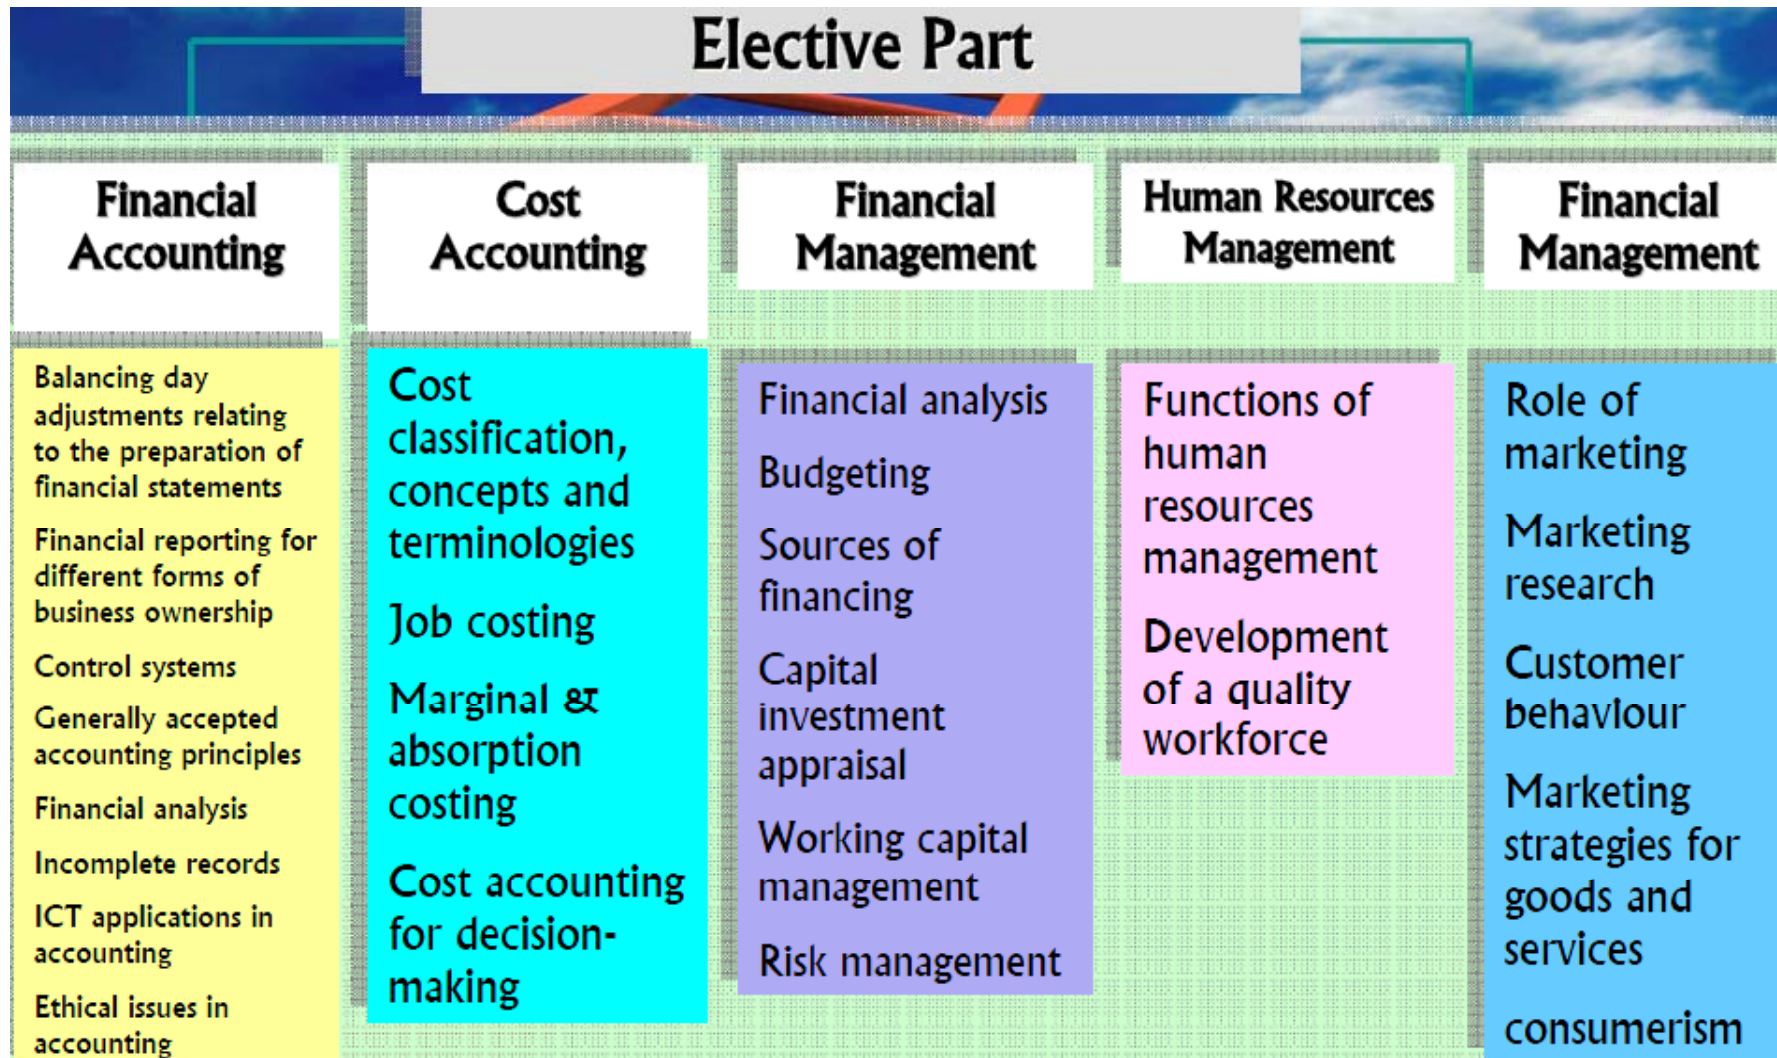 Elective Part
Financial
Accounting
Balancing day
adjustments relating
to the preparation of
financial statements
Financial reporting for
different forms of
business ownership
Control systems
Generally accepted
accounting principles
Financial analysis
Incomplete records
ICT applications in
accounting
Ethical issues in
accounting
Cost
Accounting
Cost
classification,
concepts and
terminologies
Job costing
Marginal &
absorption
costing
Cost accounting
for decision-
making
Financial
Management
Financial analysis
Budgeting
Sources of
financing
Capital
investment
appraisal
Working capital
management
Risk management
Human Resources
Management
Functions of
human
resources
management
Development
of a quality
workforce
Financial
Management
Role of
marketing
Marketing
research
Customer
behaviour
Marketing
strategies for
goods and
services
consumerism